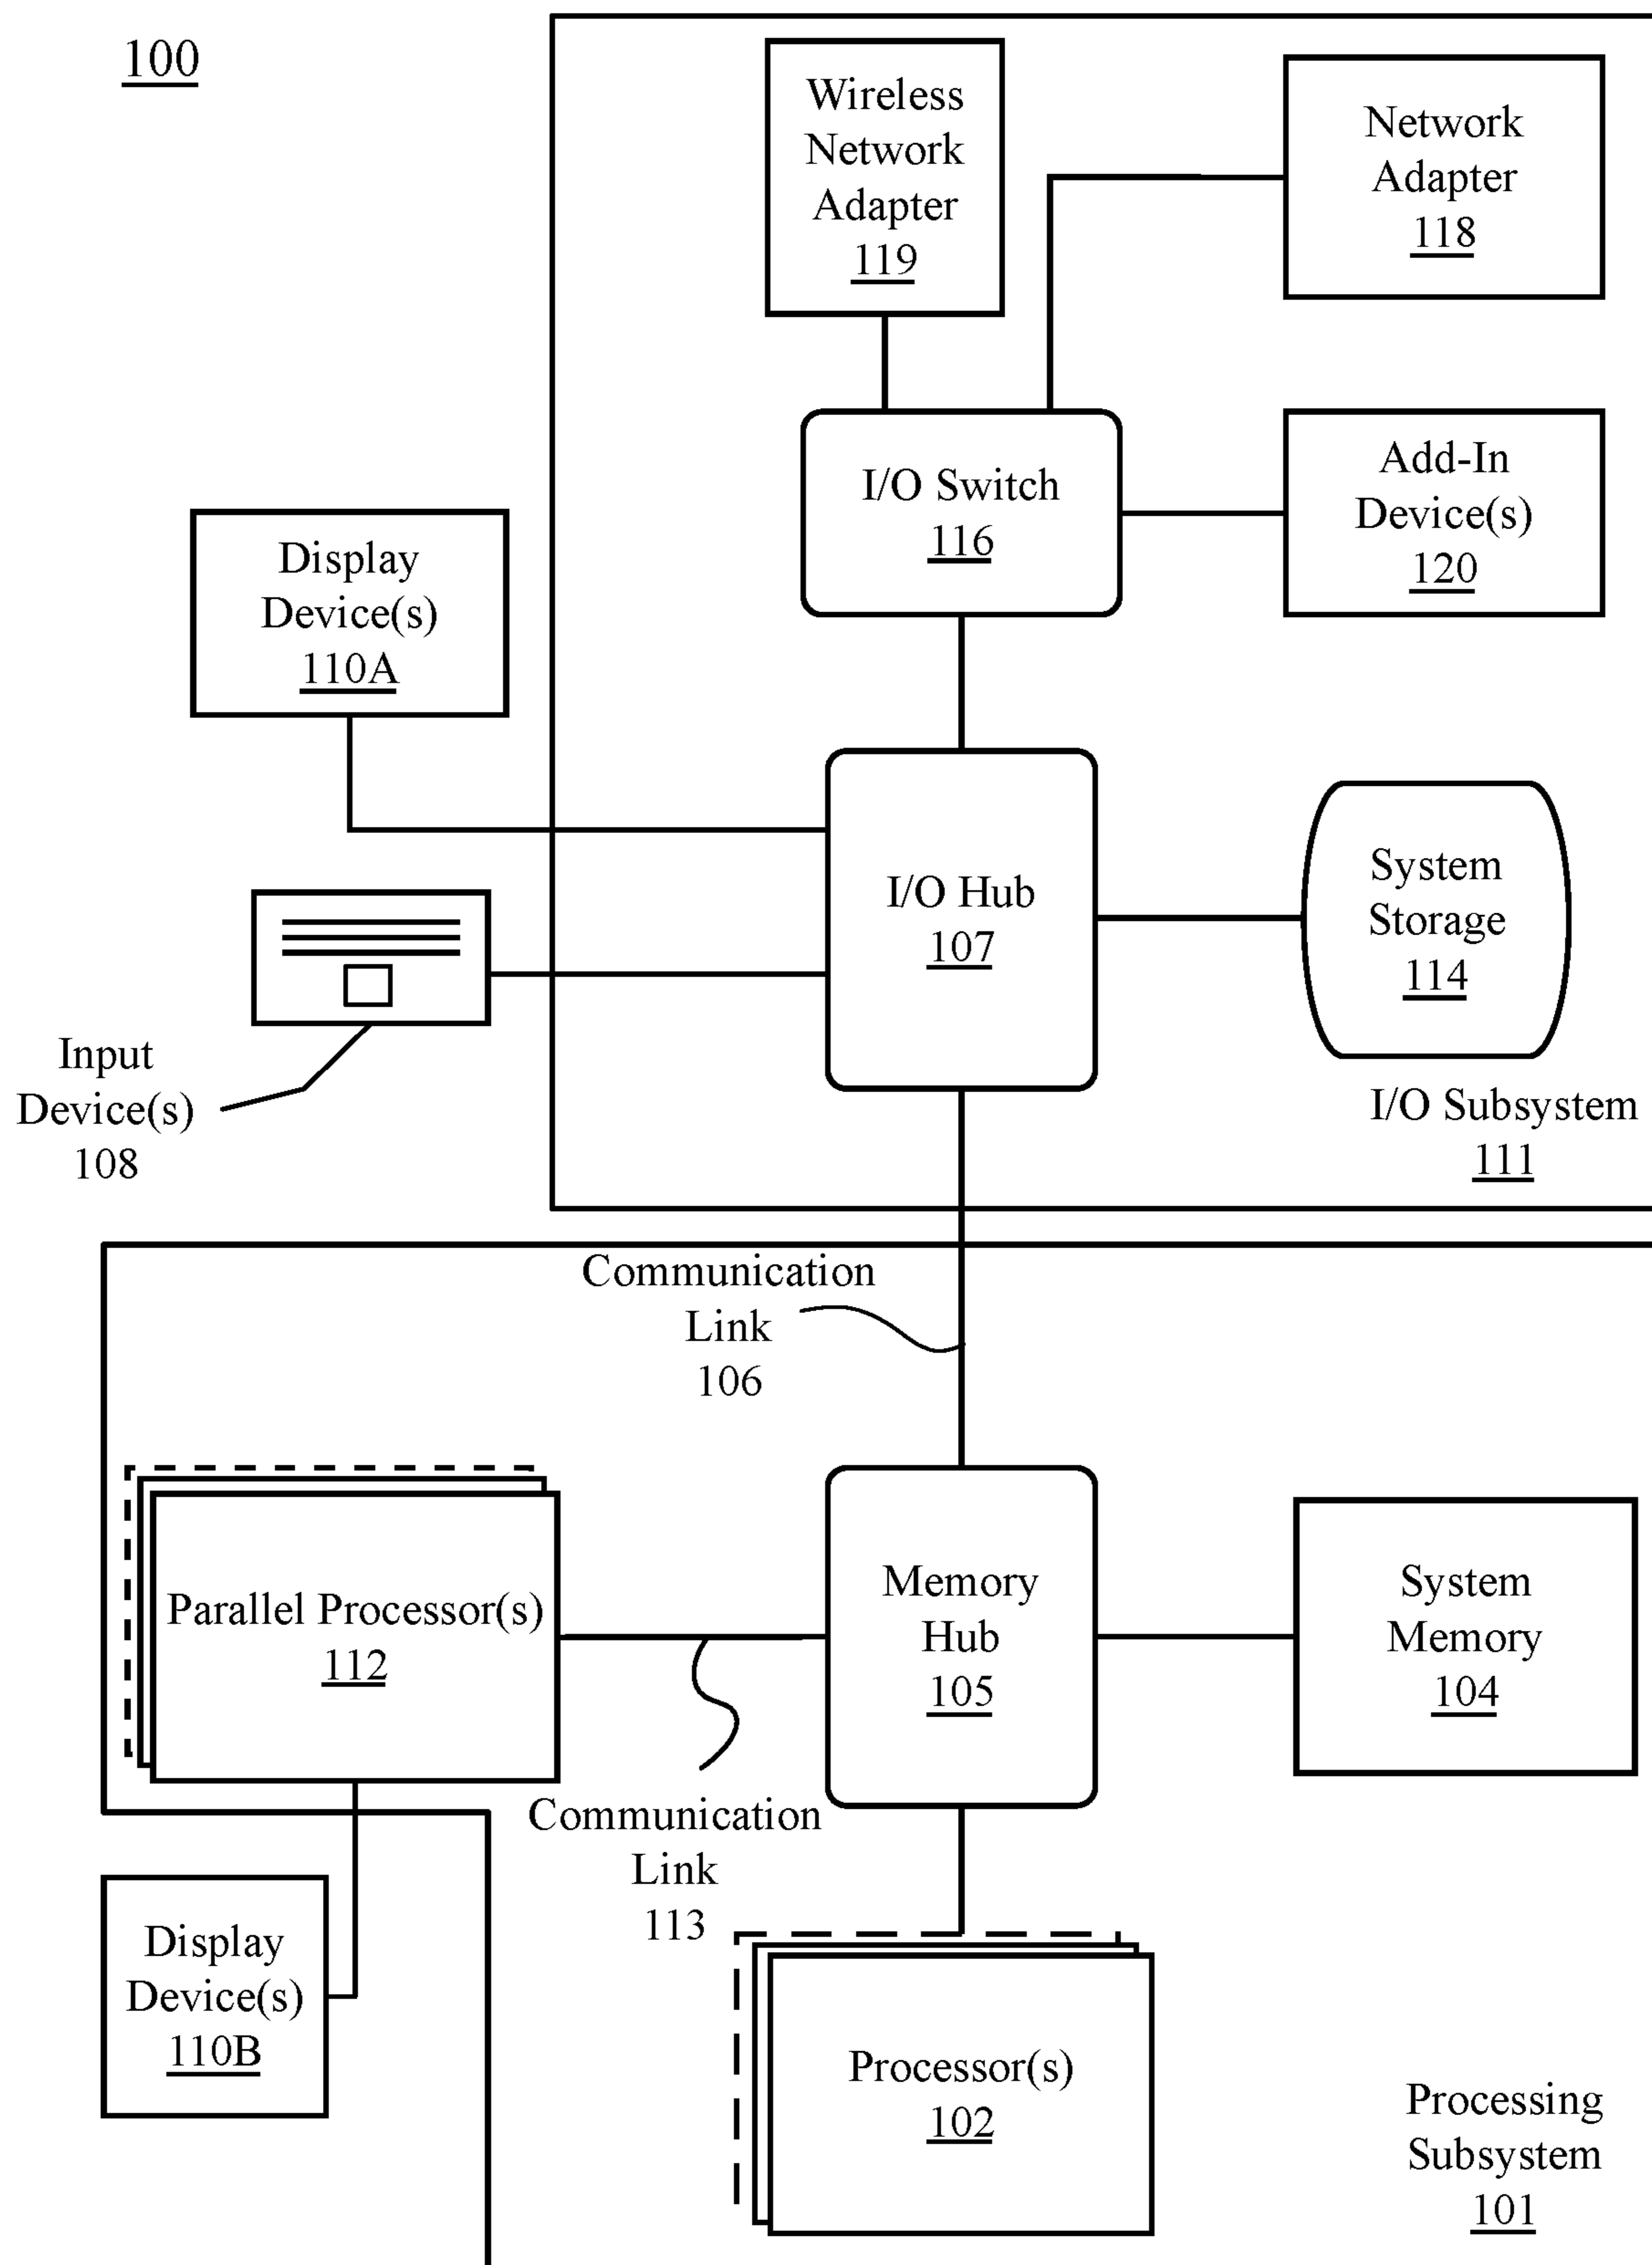 100
Wireless
Network
Adapter
119
Network
Adapter
118
I/O Switch
116
Add-In
Device(s)
120
Display
Device(s)
110A
I/O Hub
107
System
Storage
114
Input
Device(s)
108
I/O Subsystem
111
Communication
Link
106
Parallel Processor(s)
112
Memory
Hub
105
System
Memory
104
Communication
Link
113
Display
Device(s)
110B
Processor(s)
102
Processing
Subsystem
101